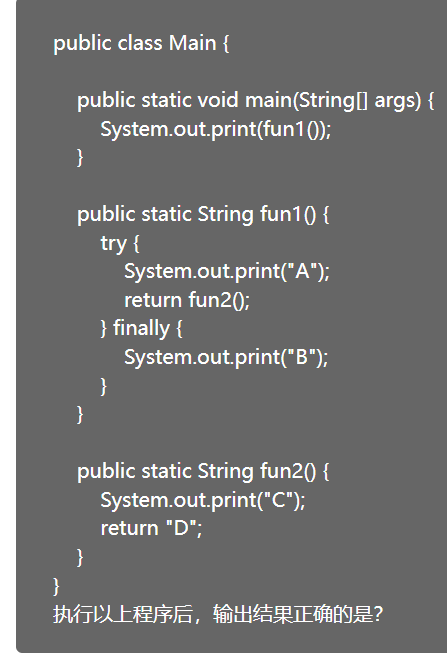 public class Main {
public static void main(String[] args) {
System.out.print(fun1());
}
public static String fun1() {
try {
System.out.print("A");
return fun2();
} finally {
System.out.print("B");
}
}
public static String fun2() {
System.out.print("C");
return "D";
}
}
执行以上程序后，输出结果正确的是?